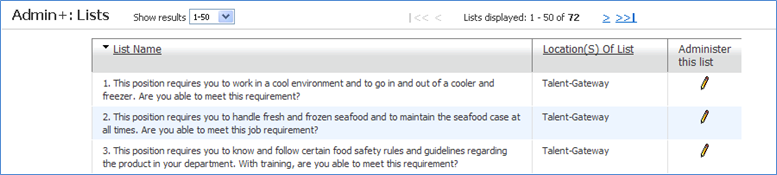 Admin+: Lists Show results 1-50 |<< < Lists displayed: 1 - 50 of 72 > >>|
List Name Location(S) Of List Administer
this list
1. This position requires you to work in a cool environment and to go in and out of a cooler and Talent-Gateway
freezer. Are you able to meet this requirement?
2. This position requires you to handle fresh and frozen seafood and to maintain the seafood case at Talent-Gateway
all times. Are you able to meet this job requirement?
3. This position requires you to know and follow certain food safety rules and guidelines regarding Talent-Gateway
the product in your department. With training, are you able to meet this requirement?